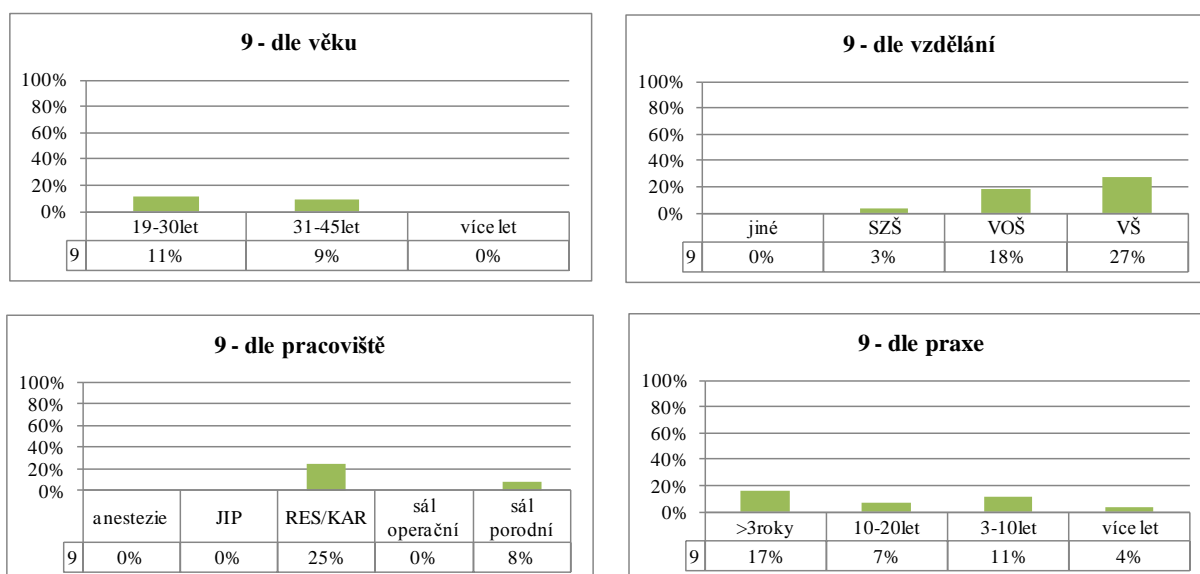 9 - dle věku
100%
80%
60%
40%
20%
0%
19-30let 31-45let více let
9 11% 9% 0%
9 - dle vzdělání
100%
80%
60%
40%
20%
0%
jiné SZŠ VOŠ VŠ
9 0% 3% 18% 27%
9 - dle pracoviště
100%
80%
60%
40%
20%
0%
anestezie JIP RES/KAR sál operační sál porodní
9 0% 0% 25% 0% 8%
9 - dle praxe
100%
80%
60%
40%
20%
0%
>3roky 10-20let 3-10let více let
9 17% 7% 11% 4%